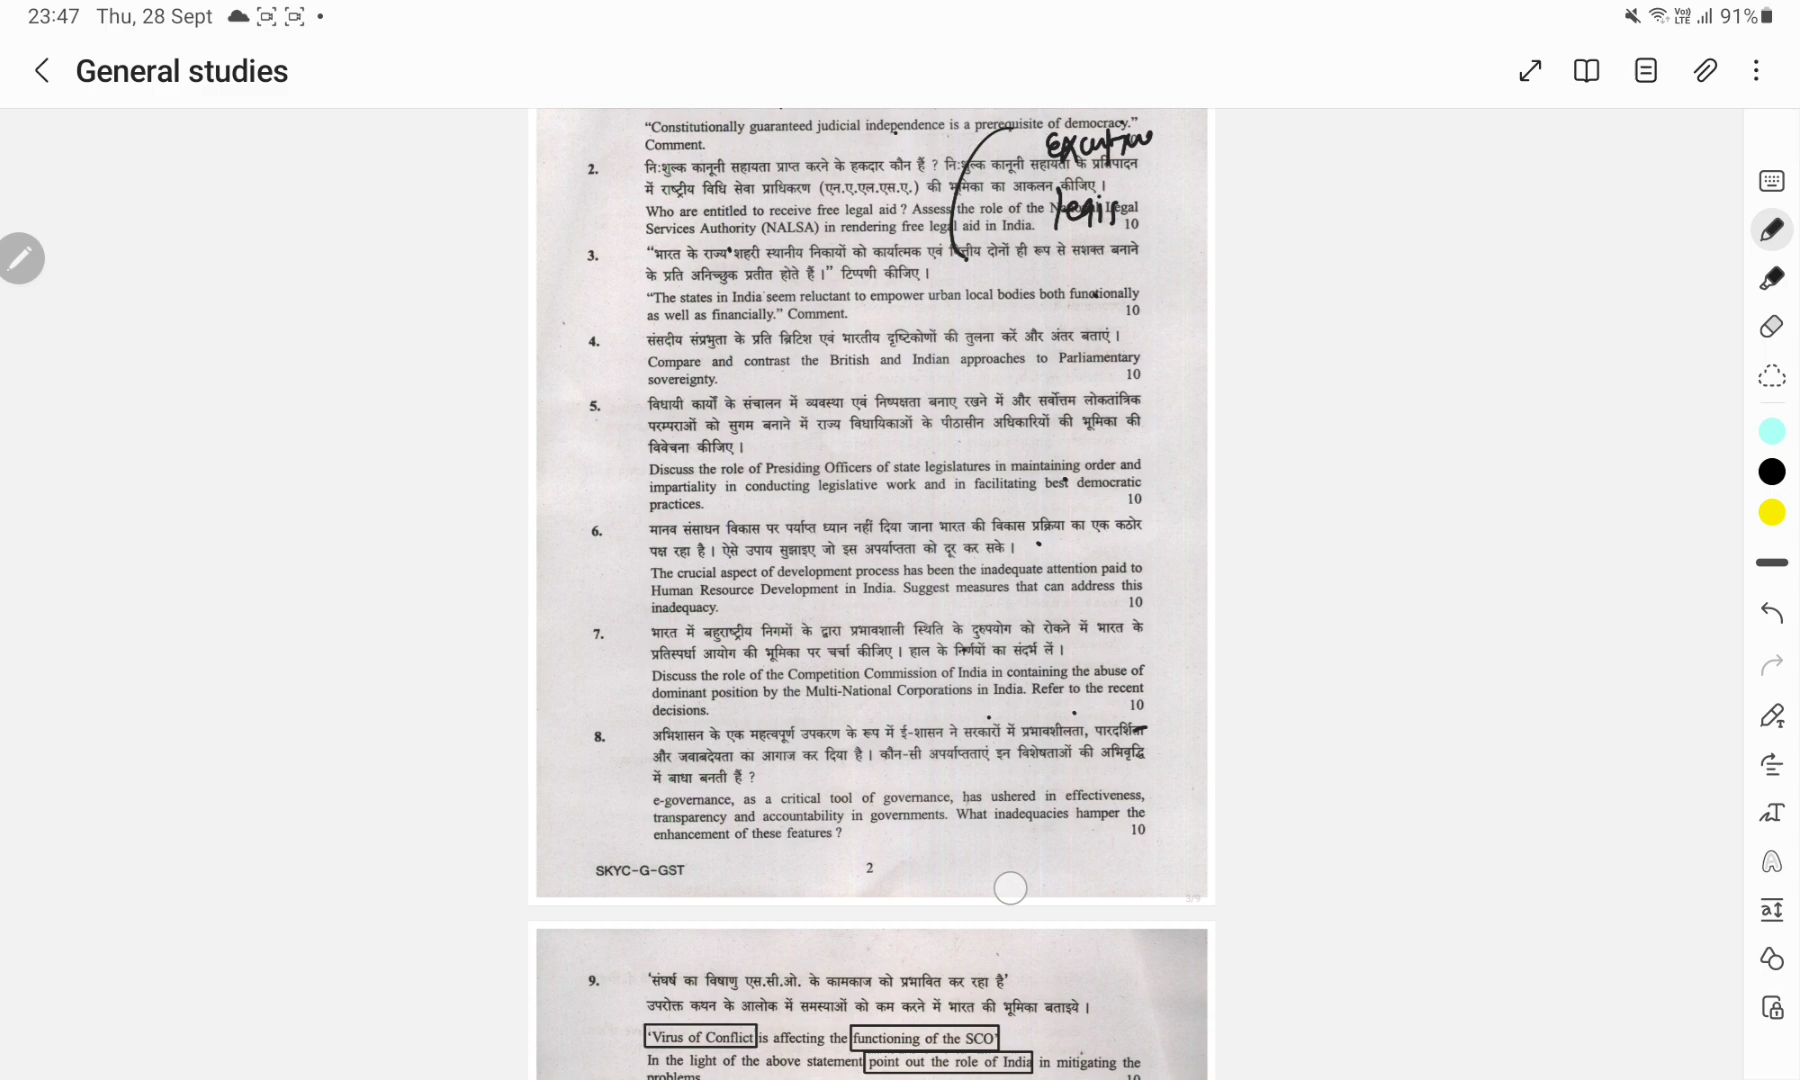 23:47 Thu, 28 Sept
91%
General studies
"Constitutionally guaranteed judicial independence is a prerequisite of democracy."
Comment.
Excutive
legis
2. निःशुल्क कानूनी सहायता प्राप्त करने के हकदार कौन हैं ? निःशुल्क कानूनी सहायता के प्रतिपादन
में राष्ट्रीय विधि सेवा प्राधिकरण (एन.ए.एल.एस.ए.) की भूमिका का आकलन कीजिए ।
Who are entitled to receive free legal aid ? Assess the role of the National Legal
Services Authority (NALSA) in rendering free legal aid in India. 10
3. "भारत के राज्य शहरी स्थानीय निकायों को कार्यात्मक एवं वित्तीय दोनों ही रूप से सशक्त बनाने
के प्रति अनिच्छुक प्रतीत होते हैं ।" टिप्पणी कीजिए ।
"The states in India seem reluctant to empower urban local bodies both functionally
as well as financially." Comment. 10
4. संसदीय संप्रभुता के प्रति ब्रिटिश एवं भारतीय दृष्टिकोणों की तुलना करें और अंतर बताएं ।
Compare and contrast the British and Indian approaches to Parliamentary
sovereignty. 10
5. विधायी कार्यों के संचालन में व्यवस्था एवं निष्पक्षता बनाए रखने में और सर्वोत्तम लोकतांत्रिक
परम्पराओं को सुगम बनाने में राज्य विधायिकाओं के पीठासीन अधिकारियों की भूमिका की
विवेचना कीजिए ।
Discuss the role of Presiding Officers of state legislatures in maintaining order and
impartiality in conducting legislative work and in facilitating best democratic
practices. 10
6. मानव संसाधन विकास पर पर्याप्त ध्यान नहीं दिया जाना भारत की विकास प्रक्रिया का एक कठोर
पक्ष रहा है । ऐसे उपाय सुझाइए जो इस अपर्याप्तता को दूर कर सके ।
The crucial aspect of development process has been the inadequate attention paid to
Human Resource Development in India. Suggest measures that can address this
inadequacy. 10
7. भारत में बहुराष्ट्रीय निगमों के द्वारा प्रभावशाली स्थिति के दुरुपयोग को रोकने में भारत के
प्रतिस्पर्धा आयोग की भूमिका पर चर्चा कीजिए । हाल के निर्णयों का संदर्भ लें ।
Discuss the role of the Competition Commission of India in containing the abuse of
dominant position by the Multi-National Corporations in India. Refer to the recent
decisions. 10
8. अभिशासन के एक महत्वपूर्ण उपकरण के रूप में ई-शासन ने सरकारों में प्रभावशीलता, पारदर्शिता
और जवाबदेयता का आगाज कर दिया है । कौन-सी अपर्याप्तताएं इन विशेषताओं की अभिवृद्धि
में बाधा बनती हैं ?
e-governance, as a critical tool of governance, has ushered in effectiveness,
transparency and accountability in governments. What inadequacies hamper the
enhancement of these features ? 10
SKYC-G-GST 2
3/9
9. 'संघर्ष का विषाणु एस.सी.ओ. के कामकाज को प्रभावित कर रहा है'
उपरोक्त कथन के आलोक में समस्याओं को कम करने में भारत की भूमिका बताइये ।
'Virus of Conflict is affecting the functioning of the SCO'
In the light of the above statement point out the role of India in mitigating the
problems. 10